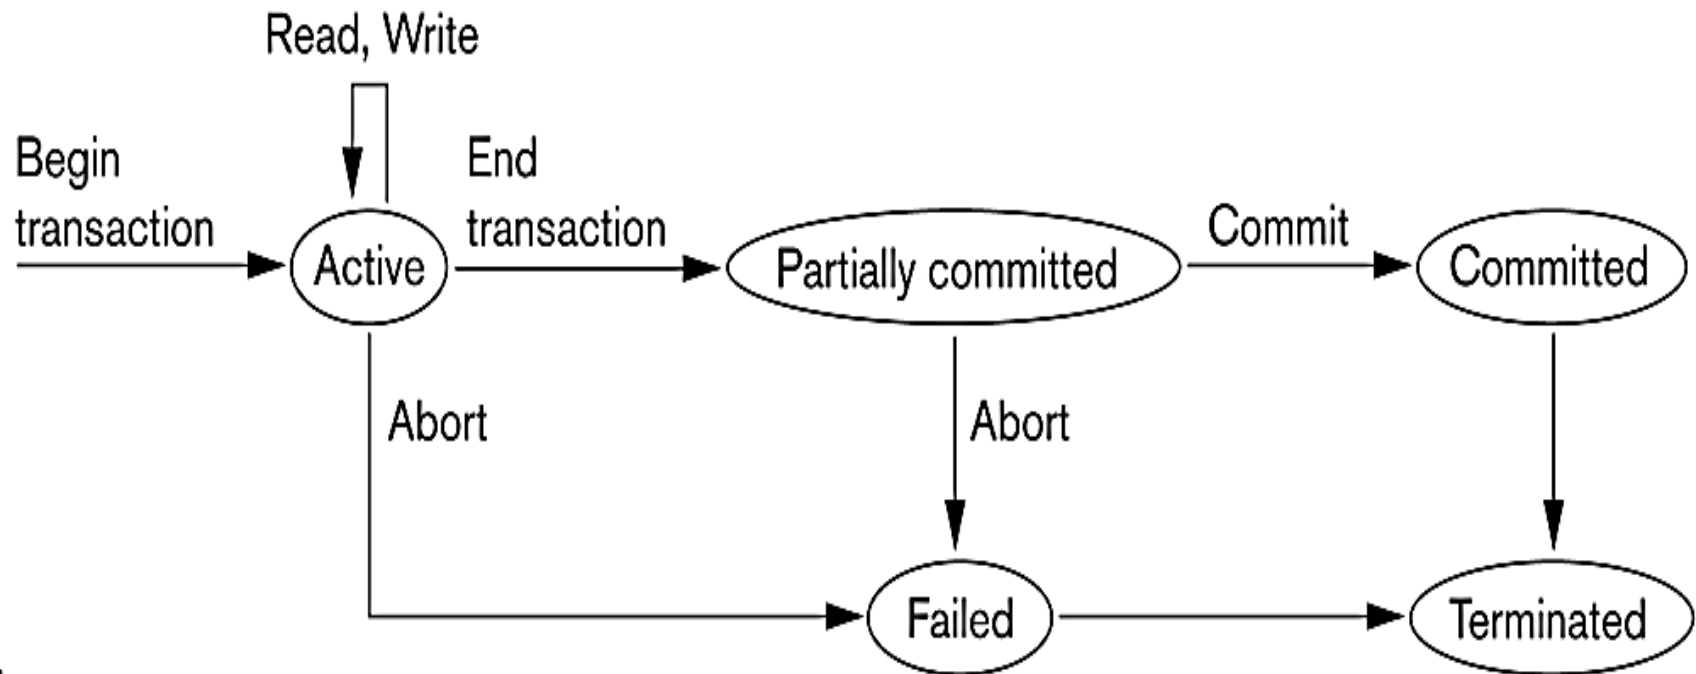 Read, Write
Begin
transaction
End
transaction
Active
Partially committed
Commit
Committed
Abort
Abort
Failed
Terminated